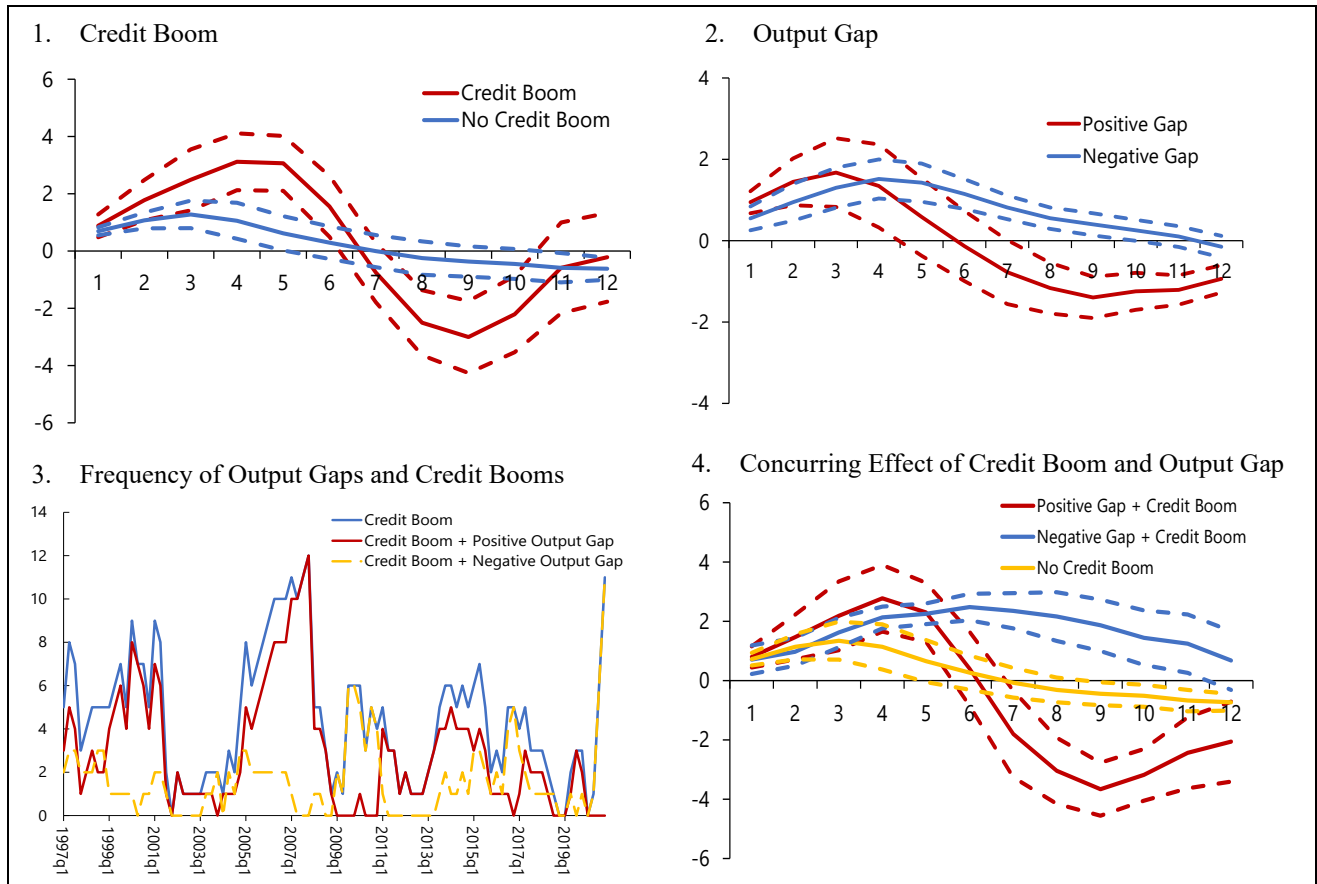 1. Credit Boom
6
4
2
0
-2
-4
-6
1 2 3 4 5 6 7 8 9 10 11 12
Credit Boom
No Credit Boom
2. Output Gap
4
2
0
-2
-4
1 2 3 4 5 6 7 8 9 10 11 12
Positive Gap
Negative Gap
3. Frequency of Output Gaps and Credit Booms
14
12
10
8
6
4
2
0
Credit Boom
Credit Boom + Positive Output Gap
Credit Boom + Negative Output Gap
1997q1
1999q1
2001q1
2003q1
2005q1
2007q1
2009q1
2011q1
2013q1
2015q1
2017q1
2019q1
4. Concurring Effect of Credit Boom and Output Gap
6
4
2
0
-2
-4
-6
Positive Gap + Credit Boom
Negative Gap + Credit Boom
No Credit Boom
1 2 3 4 5 6 7 8 9 10 11 12